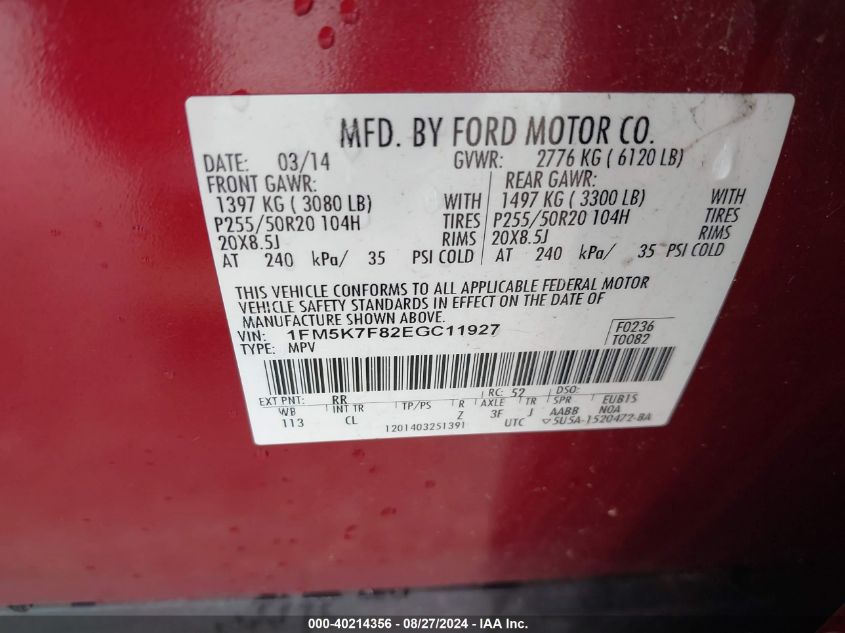 MFD. BY FORD MOTOR CO.
DATE: 03/14 GVWR: 2776 KG ( 6120 LB)
FRONT GAWR: REAR GAWR:
1397 KG ( 3080 LB) WITH 1497 KG ( 3300 LB) WITH
P255/50R20 104H TIRES P255/50R20 104H TIRES
20X8.5J RIMS 20X8.5J RIMS
AT 240 kPa/ 35 PSI COLD AT 240 kPa/ 35 PSI COLD
THIS VEHICLE CONFORMS TO ALL APPLICABLE FEDERAL MOTOR
VEHICLE SAFETY STANDARDS IN EFFECT ON THE DATE OF
MANUFACTURE SHOWN ABOVE.
VIN: 1FM5K7F82EGC11927 F0236
TYPE: MPV T0082
EXT PNT: RR RC: 52 DSO:
WB INT TR TP/PS R AXLE TR SPR EUB1S
113 CL Z 3F J AABB N0A
1201403251391 UTC 5U5A-1520472-BA
000-40214356 - 08/27/2024 - IAA Inc.